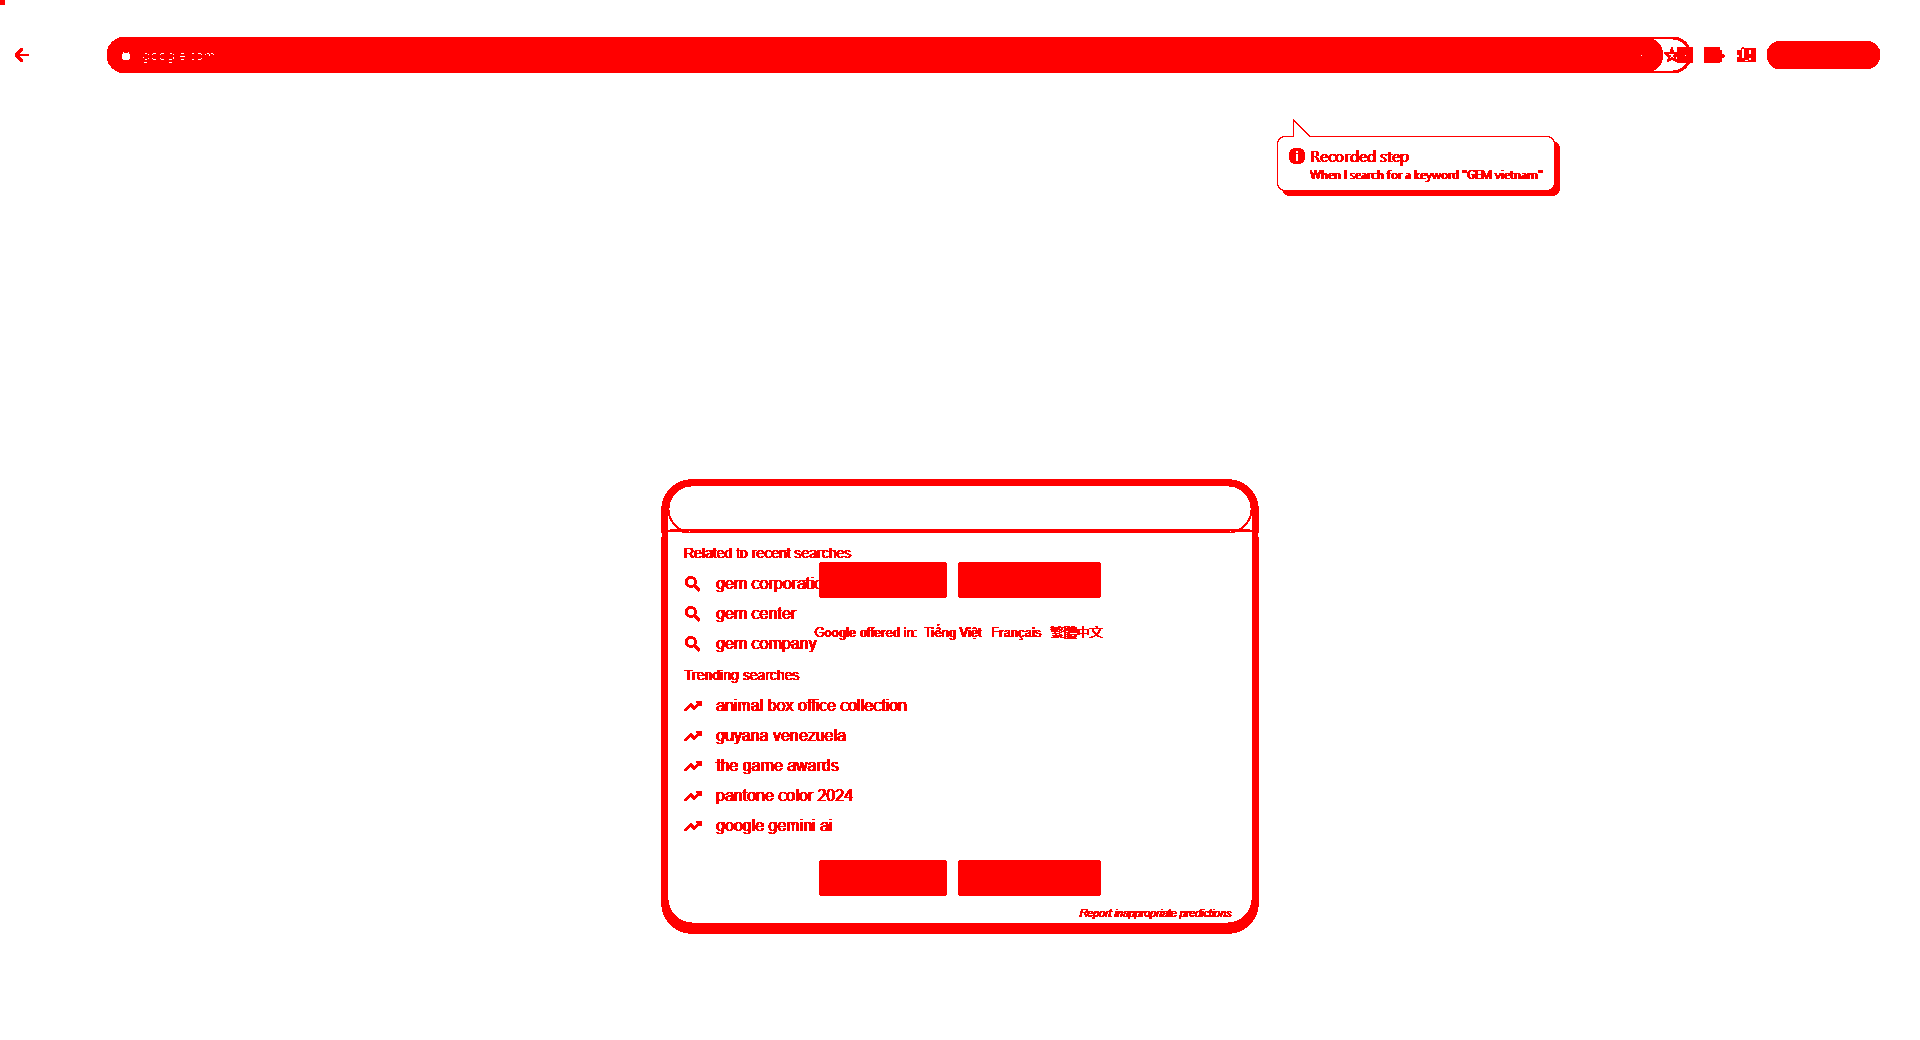 google.com
Recorded step
When I search for a keyword "GEM vietnam"
Related to recent searches
gem corporatio
gem center
Google offered in: Tiếng Việt Français 繁體中文
gem company
Trending searches
animal box office collection
guyana venezuela
the game awards
pantone color 2024
google gemini ai
Report inappropriate predictions